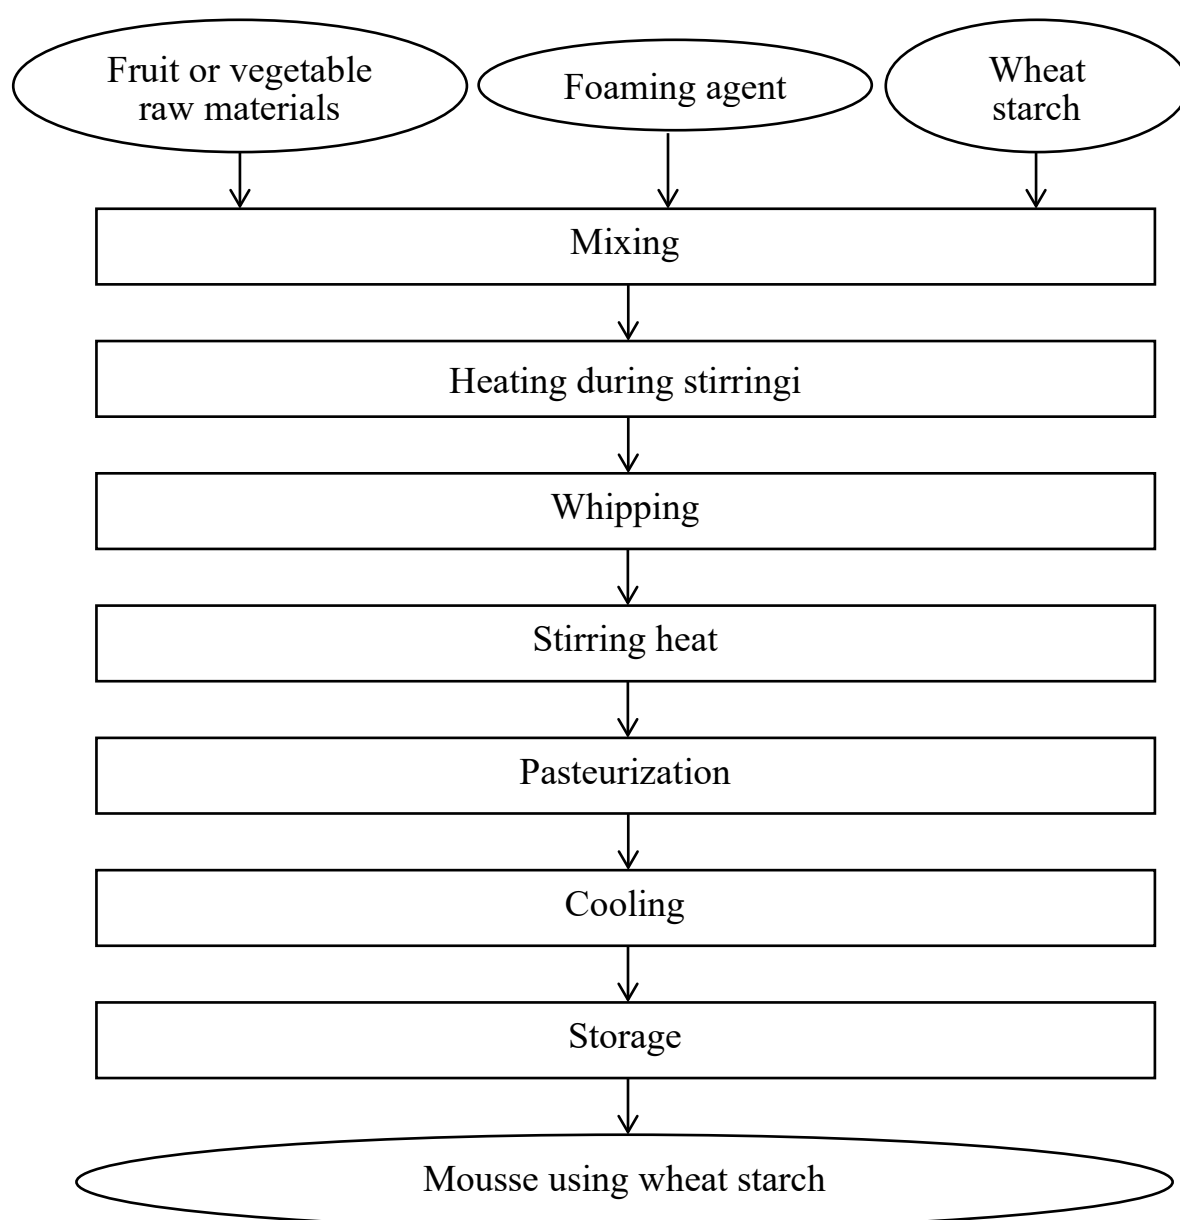 Fruit or vegetable
raw materials
Foaming agent
Wheat
starch
Mixing
Heating during stirringi
Whipping
Stirring heat
Pasteurization
Cooling
Storage
Mousse using wheat starch